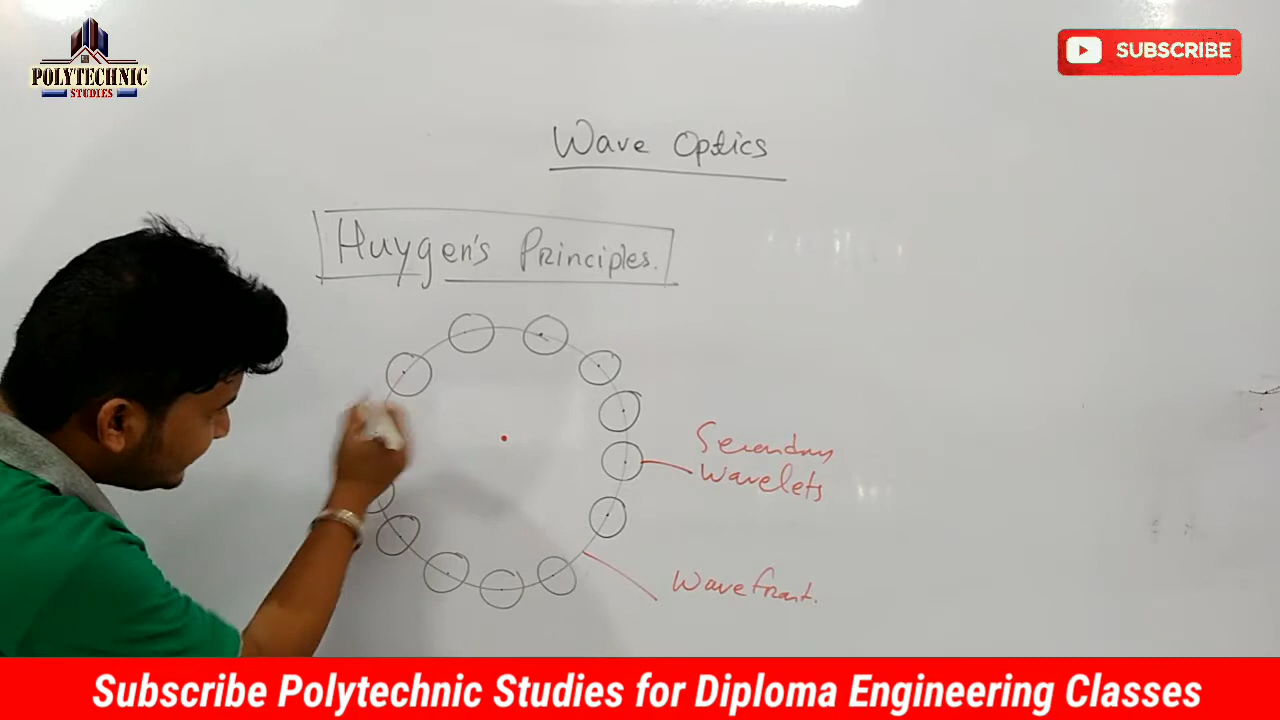 POLYTECHNIC
STUDIES
SUBSCRIBE
Wave Optics
Huygen's Principles.
Secondary
wavelets
Wavefront.
Subscribe Polytechnic Studies for Diploma Engineering Classes